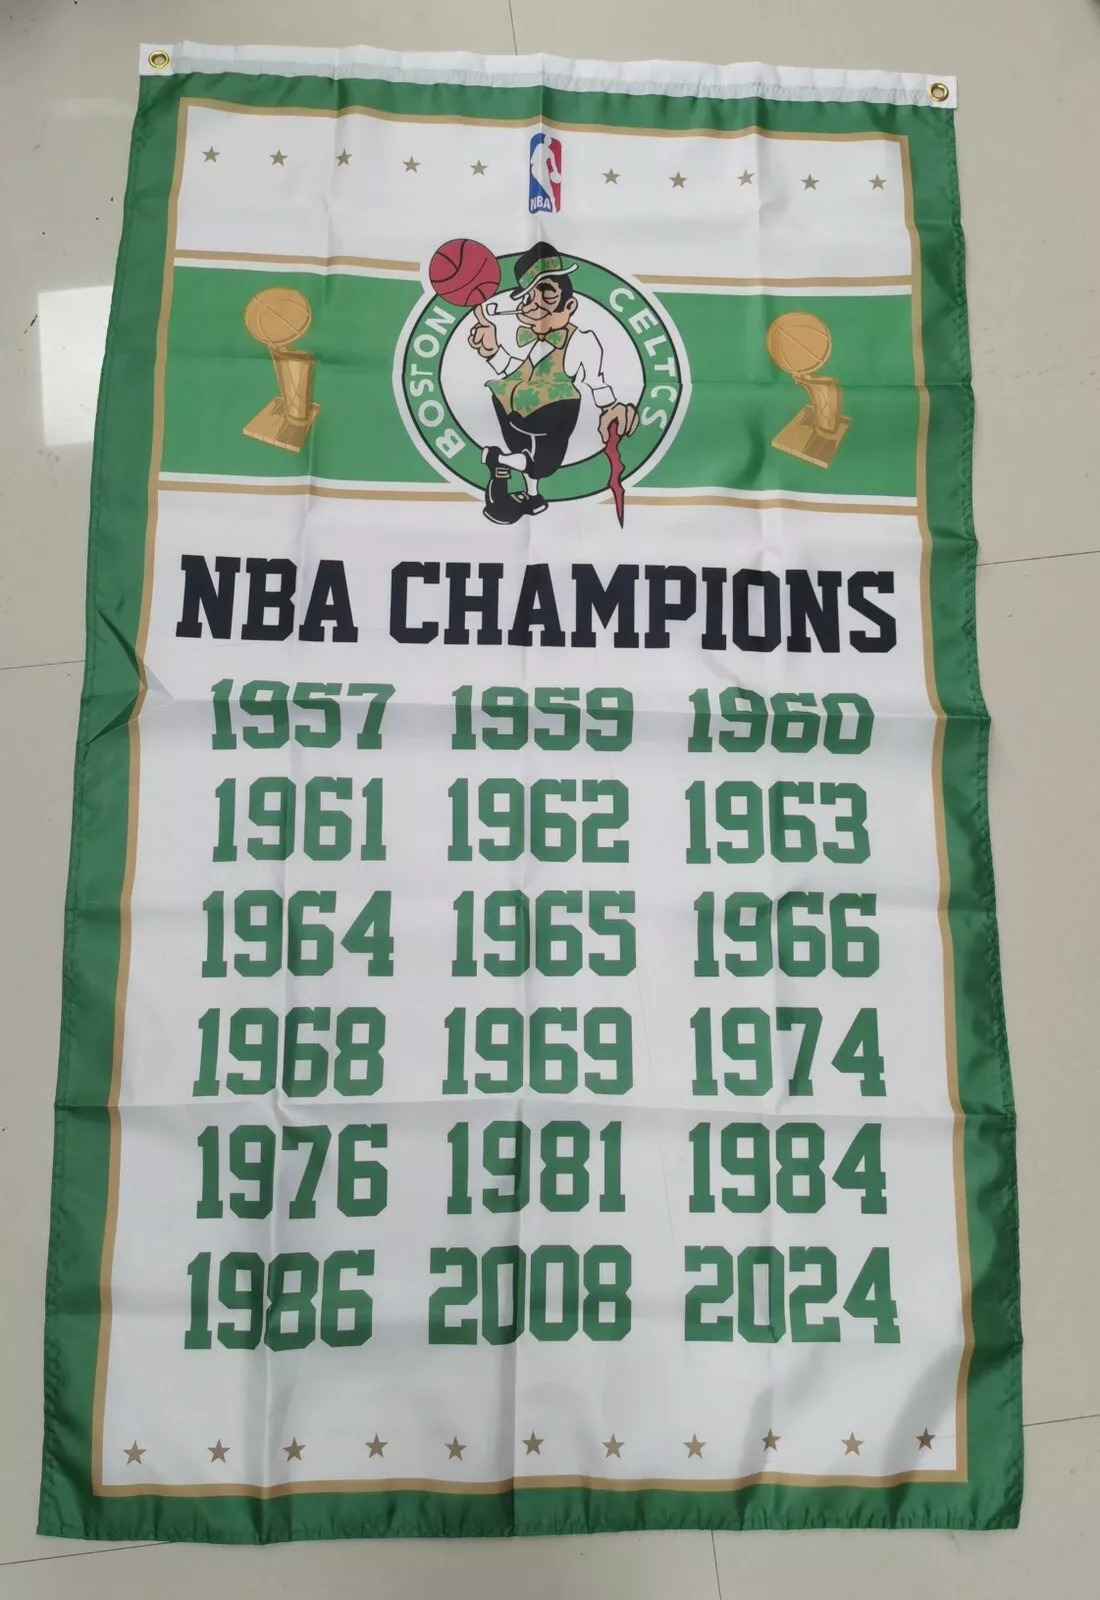 NBA
BOSTON CELTICS
NBA CHAMPIONS
1957 1959 1960
1961 1962 1963
1964 1965 1966
1968 1969 1974
1976 1981 1984
1986 2008 2024